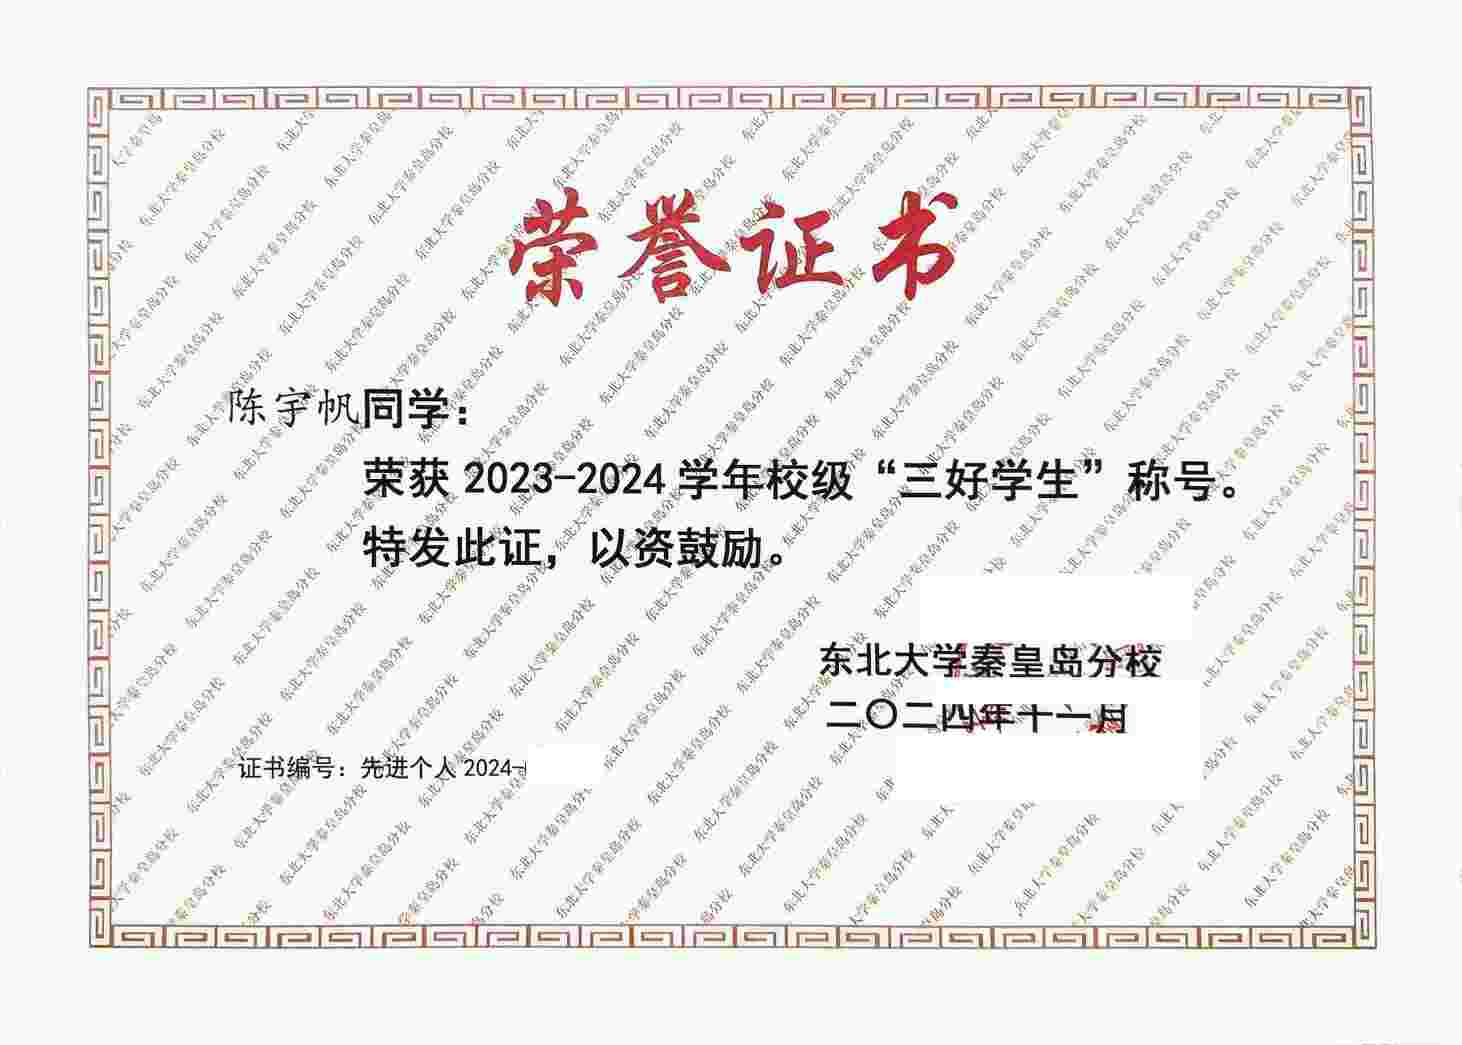 荣誉证书
陈宇帆同学：
荣获 2023-2024 学年校级“三好学生”称号。
特发此证，以资鼓励。
东北大学秦皇岛分校
二〇二四年十一月
证书编号：先进个人 2024-